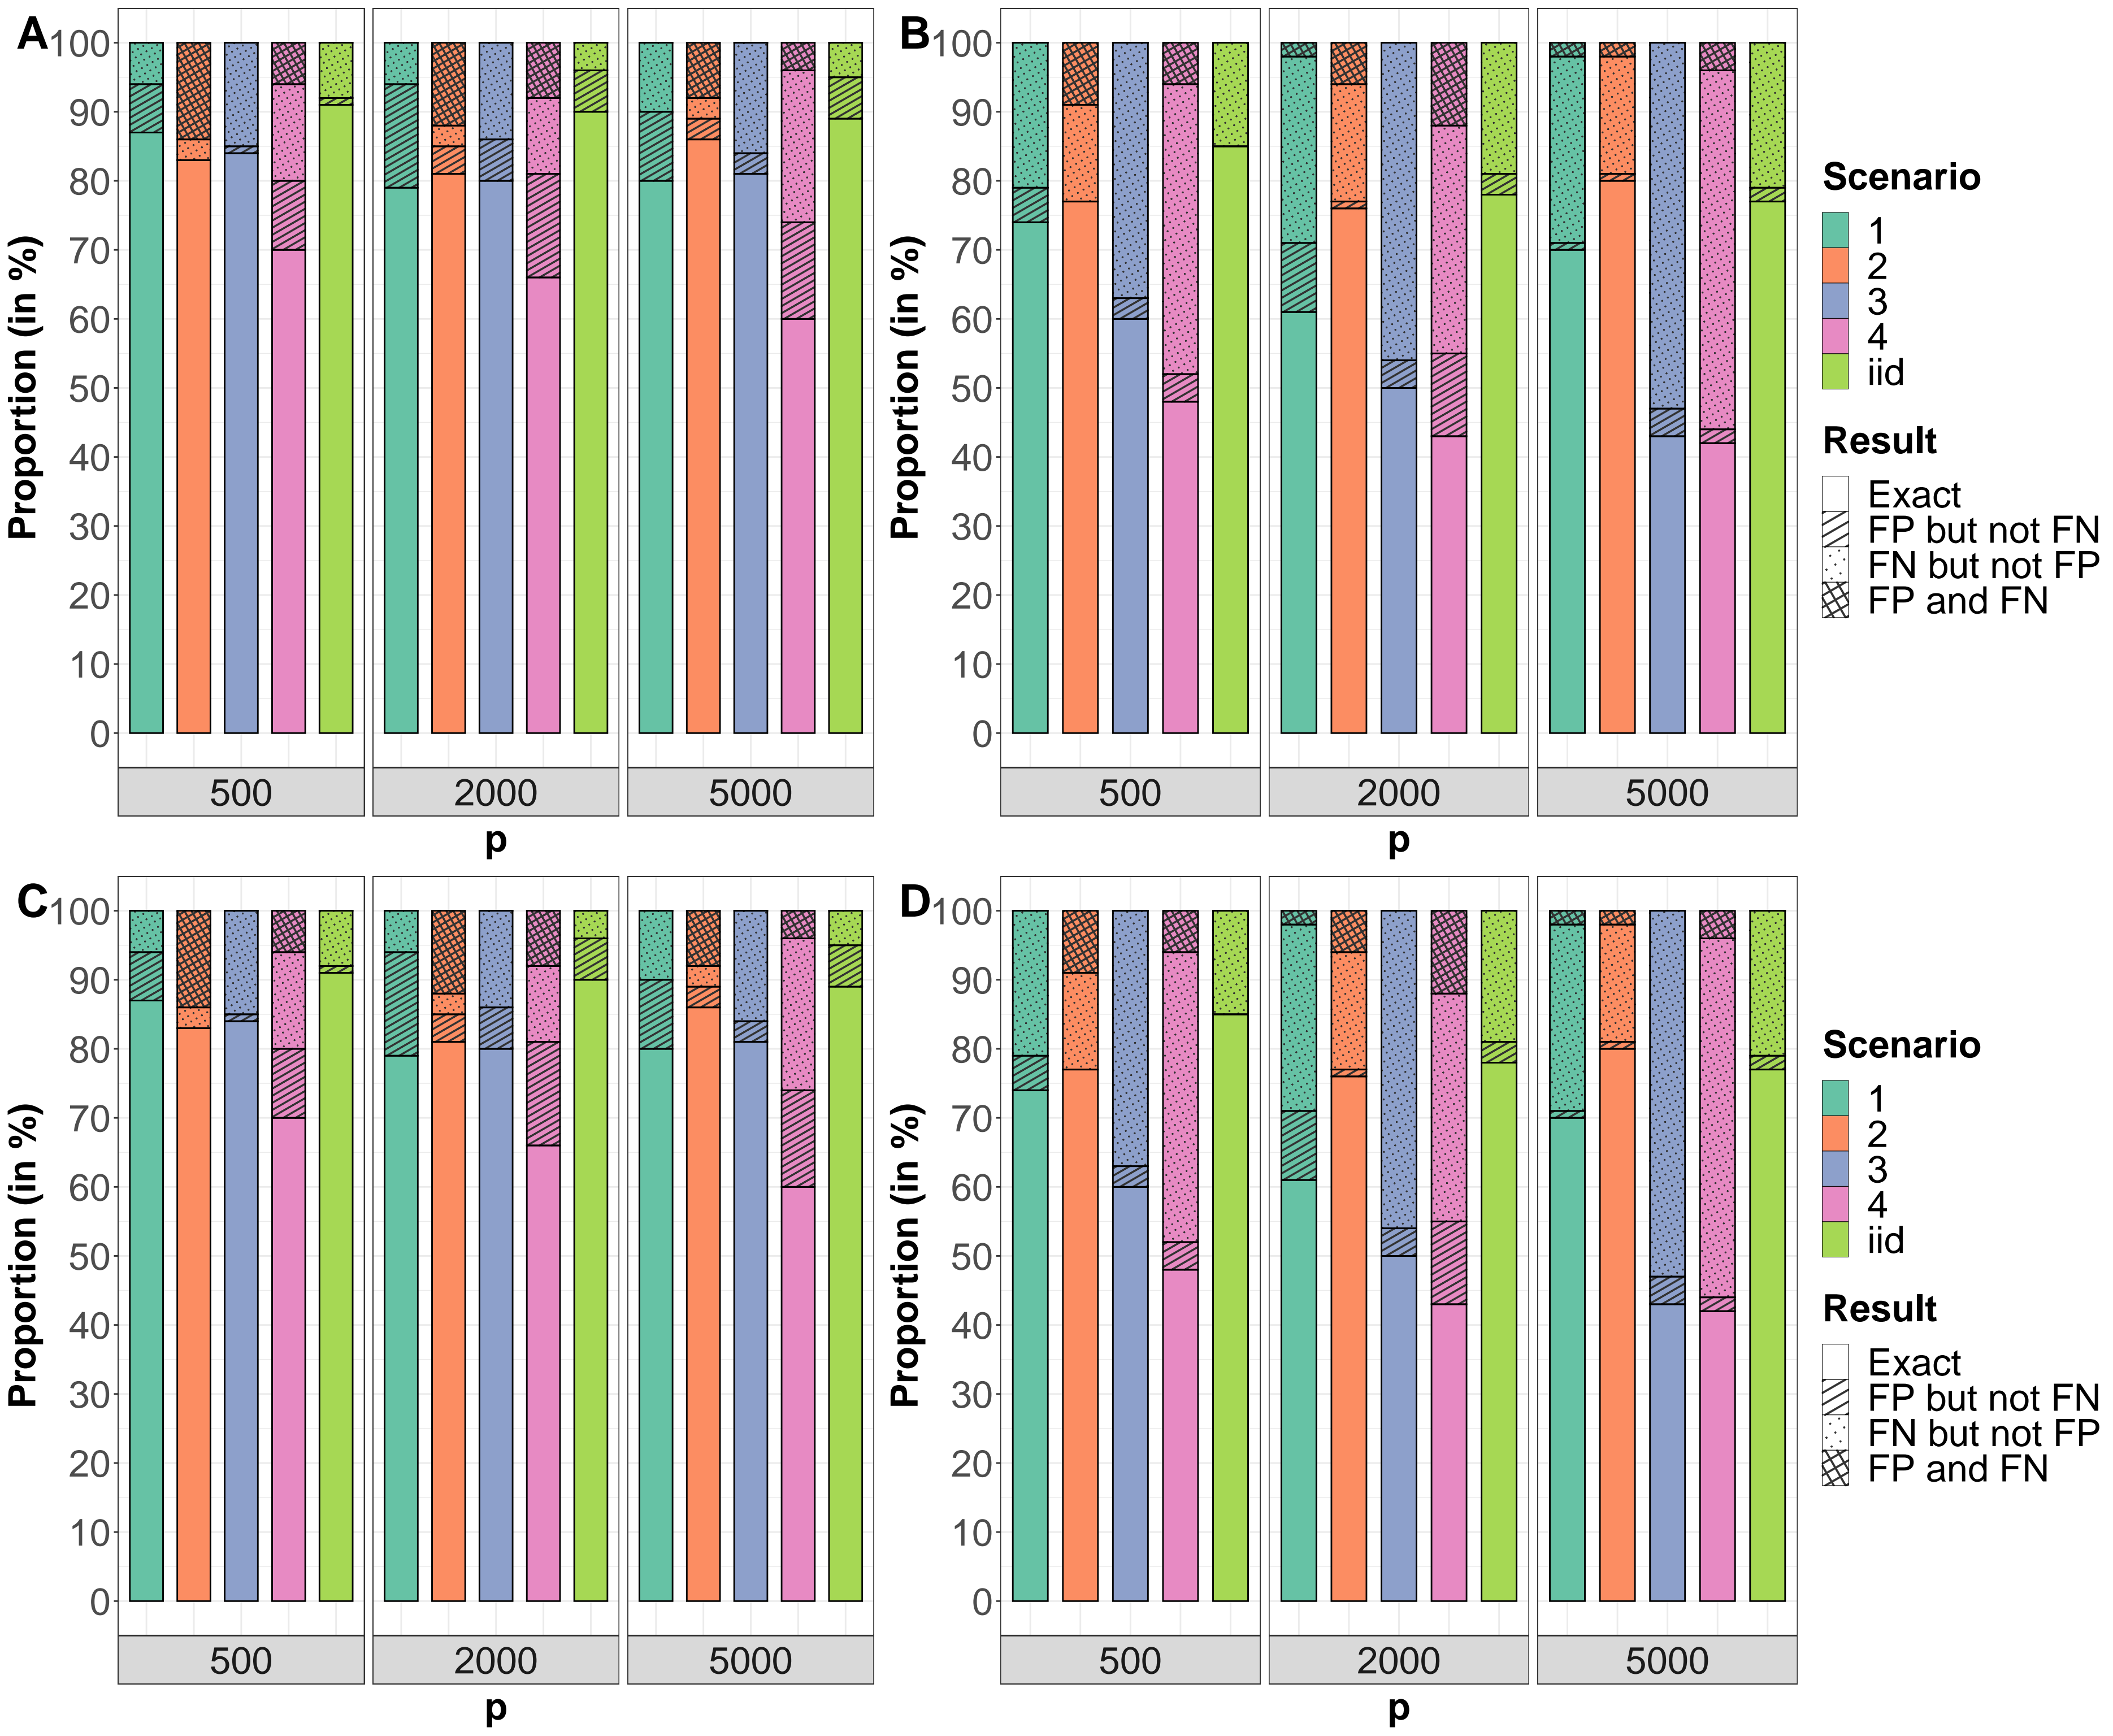 A
Proportion (in %)
100
90
80
70
60
50
40
30
20
10
0
500
2000
5000
p
B
Proportion (in %)
100
90
80
70
60
50
40
30
20
10
0
500
2000
5000
p
Scenario
1
2
3
4
iid
Result
Exact
FP but not FN
FN but not FP
FP and FN
C
Proportion (in %)
100
90
80
70
60
50
40
30
20
10
0
500
2000
5000
p
D
Proportion (in %)
100
90
80
70
60
50
40
30
20
10
0
500
2000
5000
p
Scenario
1
2
3
4
iid
Result
Exact
FP but not FN
FN but not FP
FP and FN